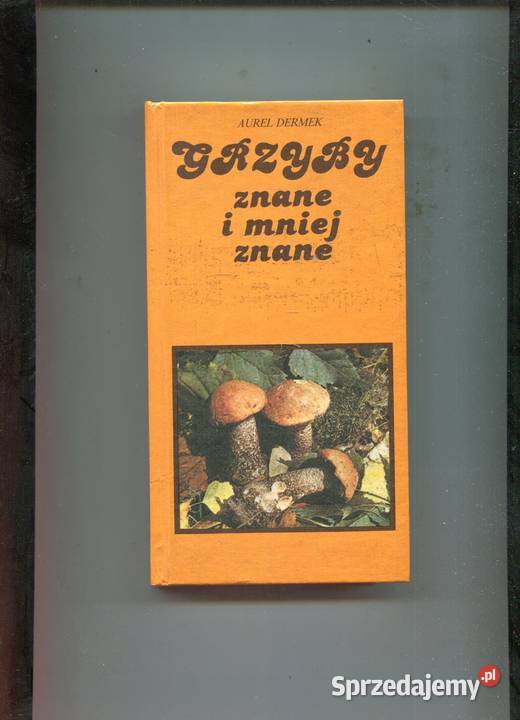 AUREL DERMEK
GRZYBY
znane
i mniej
znane
Sprzedajemy.pl